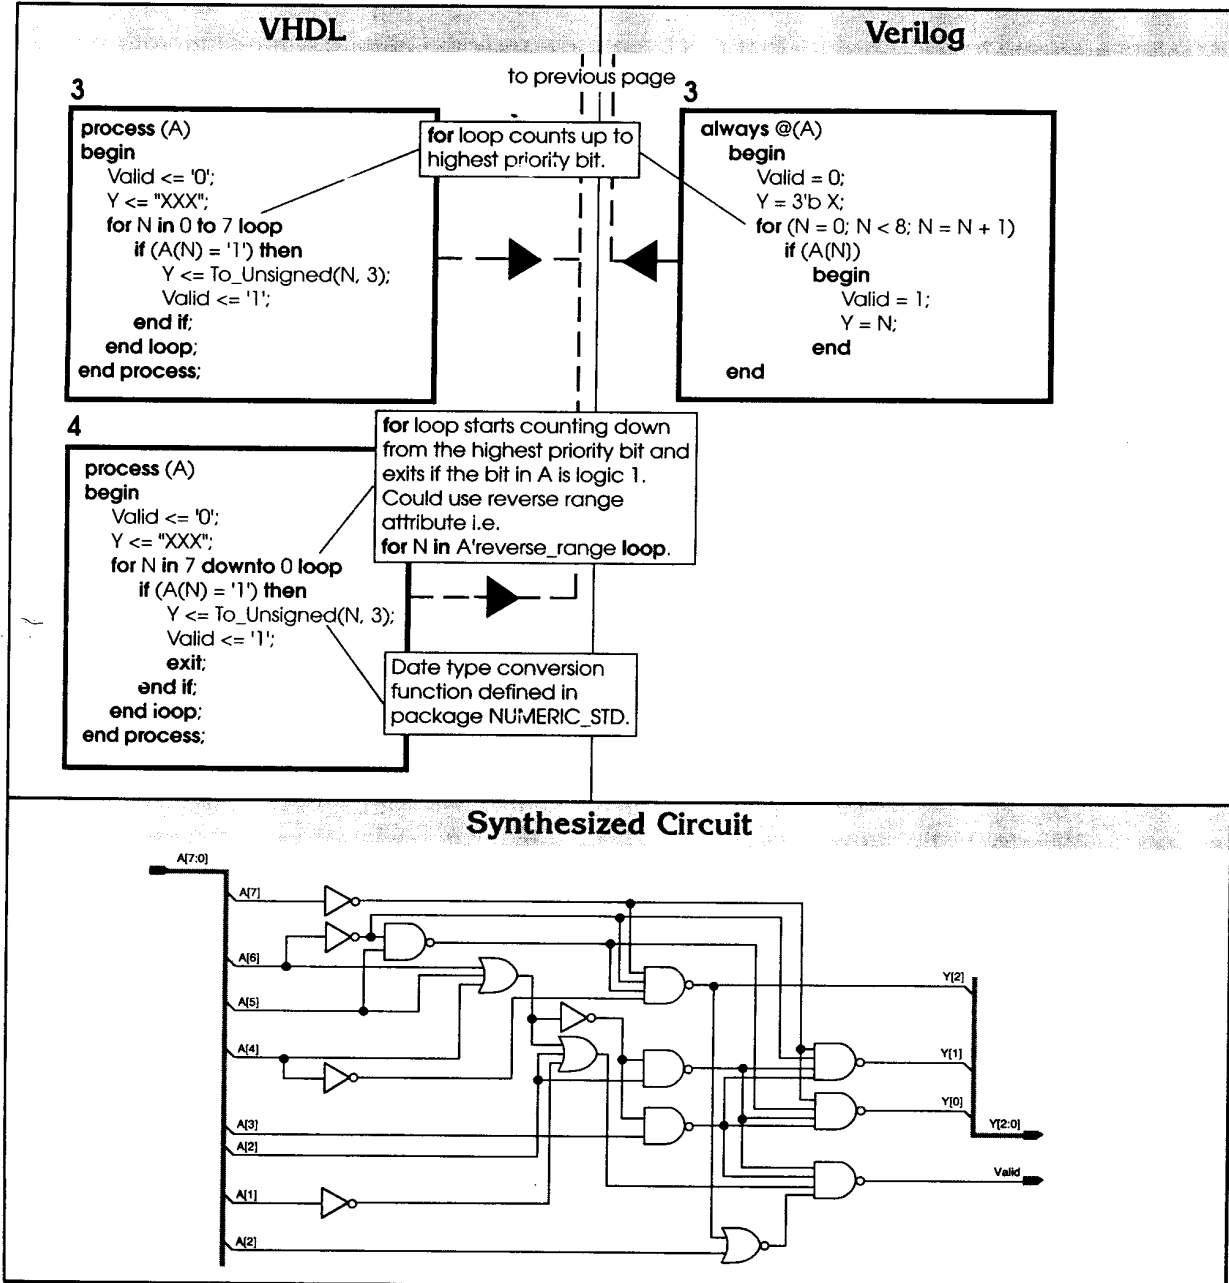 VHDL
Verilog
to previous page
3
process (A)
begin
Valid <= '0';
Y <= "XXX";
for N in 0 to 7 loop
if (A(N) = '1') then
Y <= To_Unsigned(N, 3);
Valid <= '1';
end if;
end loop;
end process;
for loop counts up to
highest priority bit.
3
always @(A)
begin
Valid = 0;
Y = 3'b X;
for (N = 0; N < 8; N = N + 1)
if (A[N])
begin
Valid = 1;
Y = N;
end
end
4
process (A)
begin
Valid <= '0';
Y <= "XXX";
for N in 7 downto 0 loop
if (A(N) = '1') then
Y <= To_Unsigned(N, 3);
Valid <= '1';
exit;
end if;
end loop;
end process;
for loop starts counting down
from the highest priority bit and
exits if the bit in A is logic 1.
Could use reverse range
attribute i.e.
for N in A'reverse_range loop.
Date type conversion
function defined in
package NUMERIC_STD.
Synthesized Circuit
A[7:0]
A[7]
A[6]
A[5]
A[4]
A[3]
A[2]
A[1]
A[2]
Y[2]
Y[1]
Y[0]
Y[2:0]
Valid